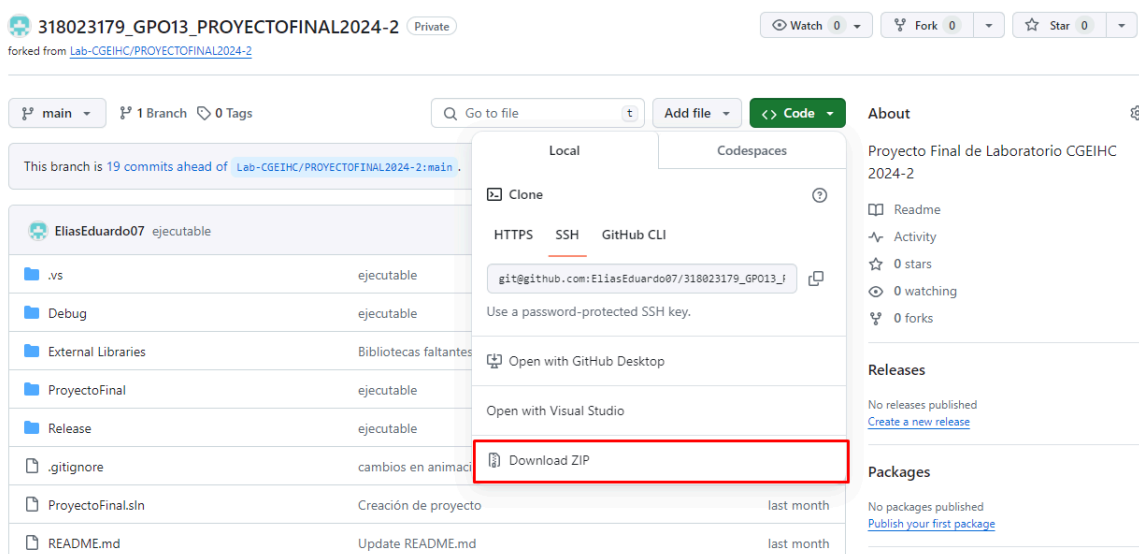 318023179_GPO13_PROYECTOFINAL2024-2 Private
Watch 0
Fork 0
Star 0
forked from Lab-CGEIHC/PROYECTOFINAL2024-2
main
1 Branch
0 Tags
Go to file
t
Add file
Code
This branch is 19 commits ahead of Lab-CGEIHC/PROYECTOFINAL2024-2:main .
EliasEduardo07 ejecutable
.vs ejecutable
Debug ejecutable
External Libraries Bibliotecas faltantes
ProyectoFinal ejecutable
Release ejecutable
.gitignore cambios en animaci
ProyectoFinal.sln Creación de proyecto last month
README.md Update README.md last month
Local
Codespaces
Clone
HTTPS
SSH
GitHub CLI
git@github.com:EliasEduardo07/318023179_GPO13_
Use a password-protected SSH key.
Open with GitHub Desktop
Open with Visual Studio
Download ZIP
About
Proyecto Final de Laboratorio CGEIHC
2024-2
Readme
Activity
0 stars
0 watching
0 forks
Releases
No releases published
Create a new release
Packages
No packages published
Publish your first package